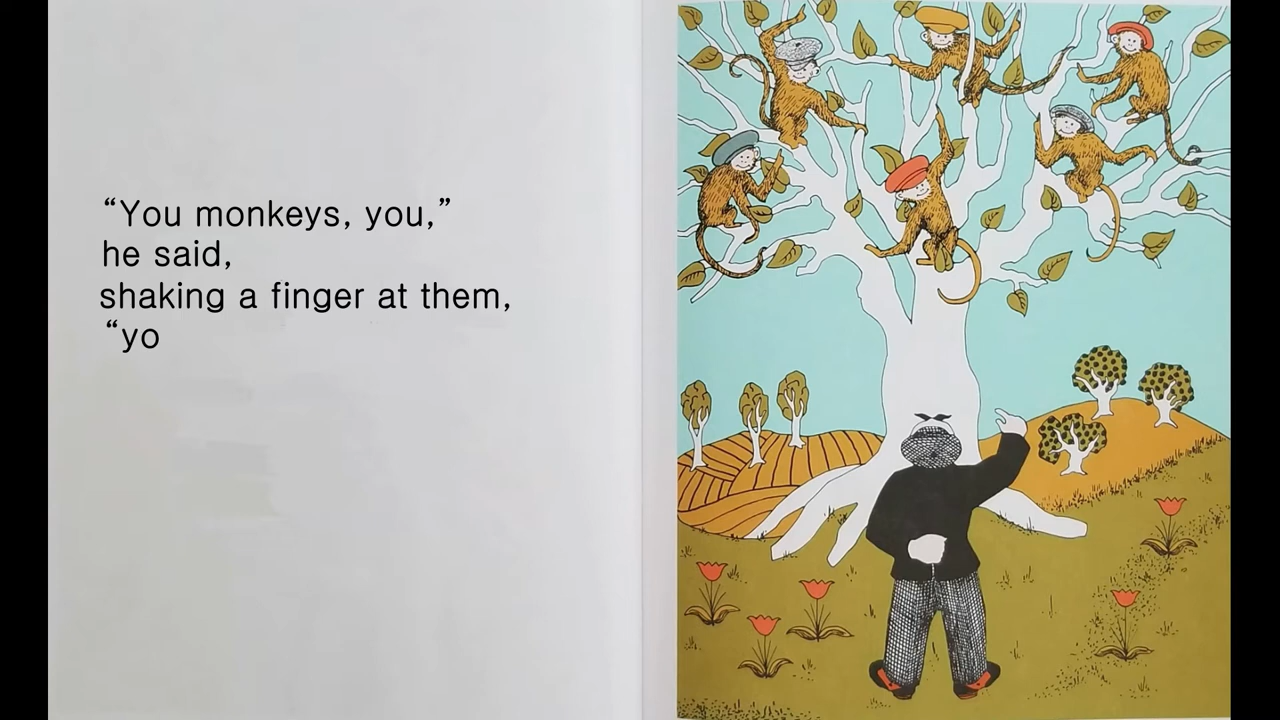 “You monkeys, you,”
he said,
shaking a finger at them,
“yo